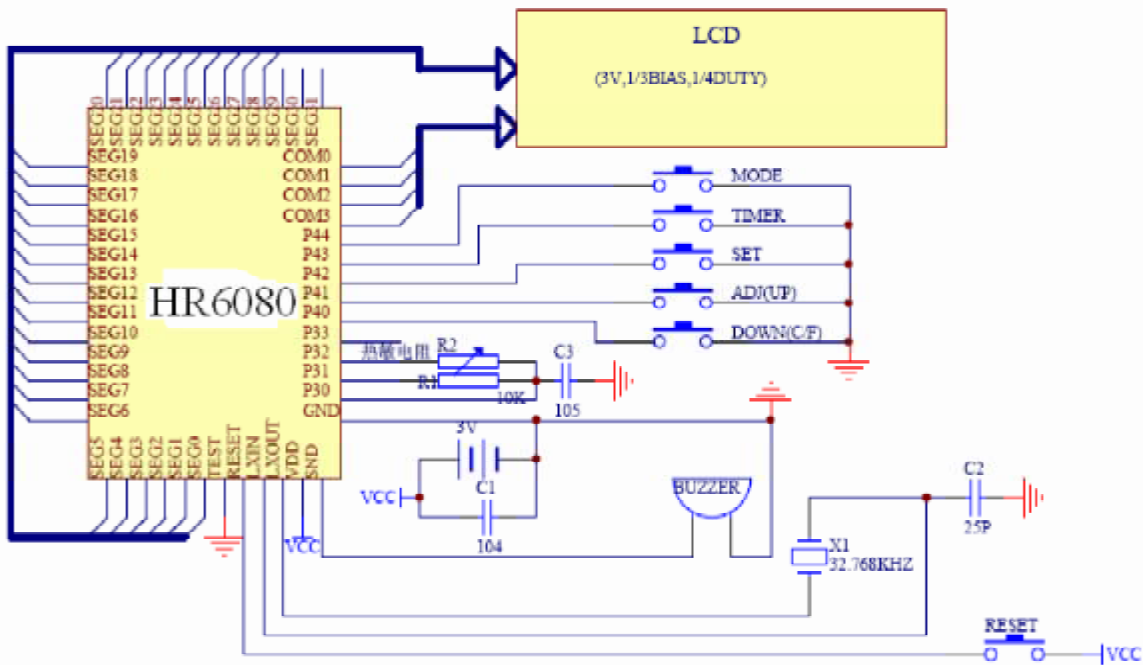 LCD
(3V,1/3BIAS,1/4DUTY)
SEG20
SEG21
SEG22
SEG23
SEG24
SEG25
SEG26
SEG27
SEG28
SEG29
SEG30
SEG31
SEG19
SEG18
SEG17
SEG16
SEG15
SEG14
SEG13
SEG12
SEG11
SEG10
SEG9
SEG8
SEG7
SEG6
HR6080
COM0
COM1
COM2
COM3
P44
P43
P42
P41
P40
P33
P32
P31
P30
GND
SEG5
SEG4
SEG3
SEG2
SEG1
SEG0
TEST
RESET
LXIN
LXOUT
VDD
SND
MODE
TIMER
SET
ADJ(UP)
DOWN(C/F)
热敏电阻
R2
R1
10K
C3
105
3V
VCC
C1
104
VCC
BUZZER
C2
25P
X1
32.768KHZ
RESET
VCC